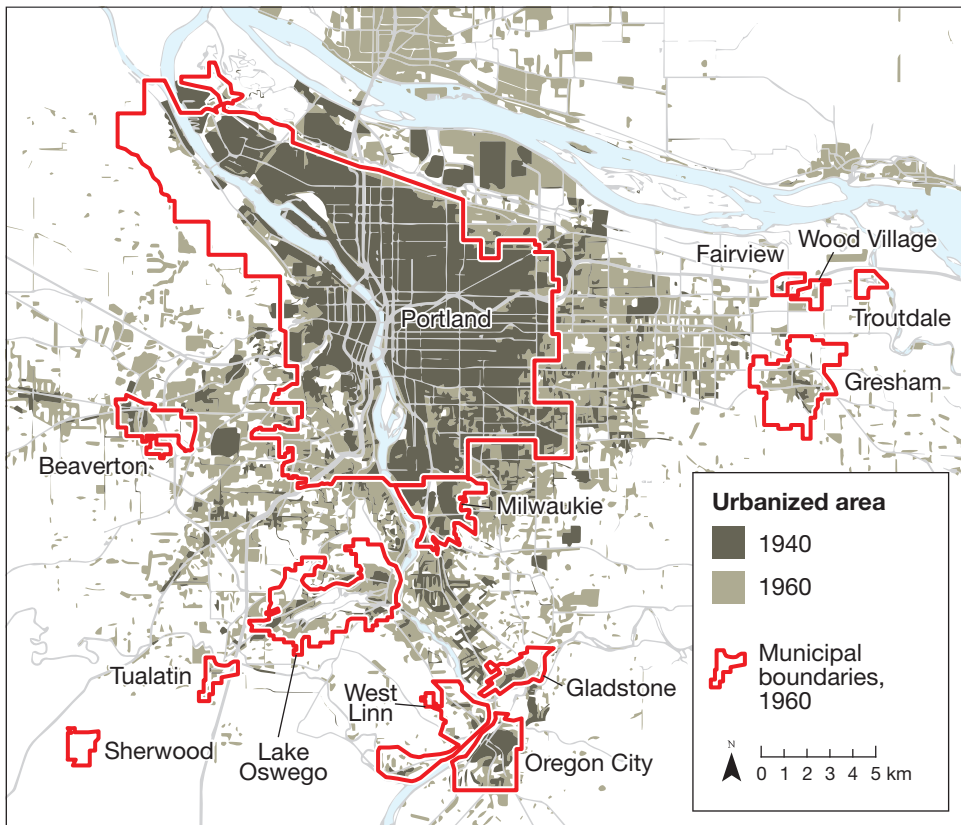 Fairview
Wood Village
Troutdale
Portland
Gresham
Beaverton
Milwaukie
Tualatin
West
Linn
Gladstone
Sherwood
Lake
Oswego
Oregon City
Urbanized area
1940
1960
Municipal
boundaries,
1960
N
0 1 2 3 4 5 km